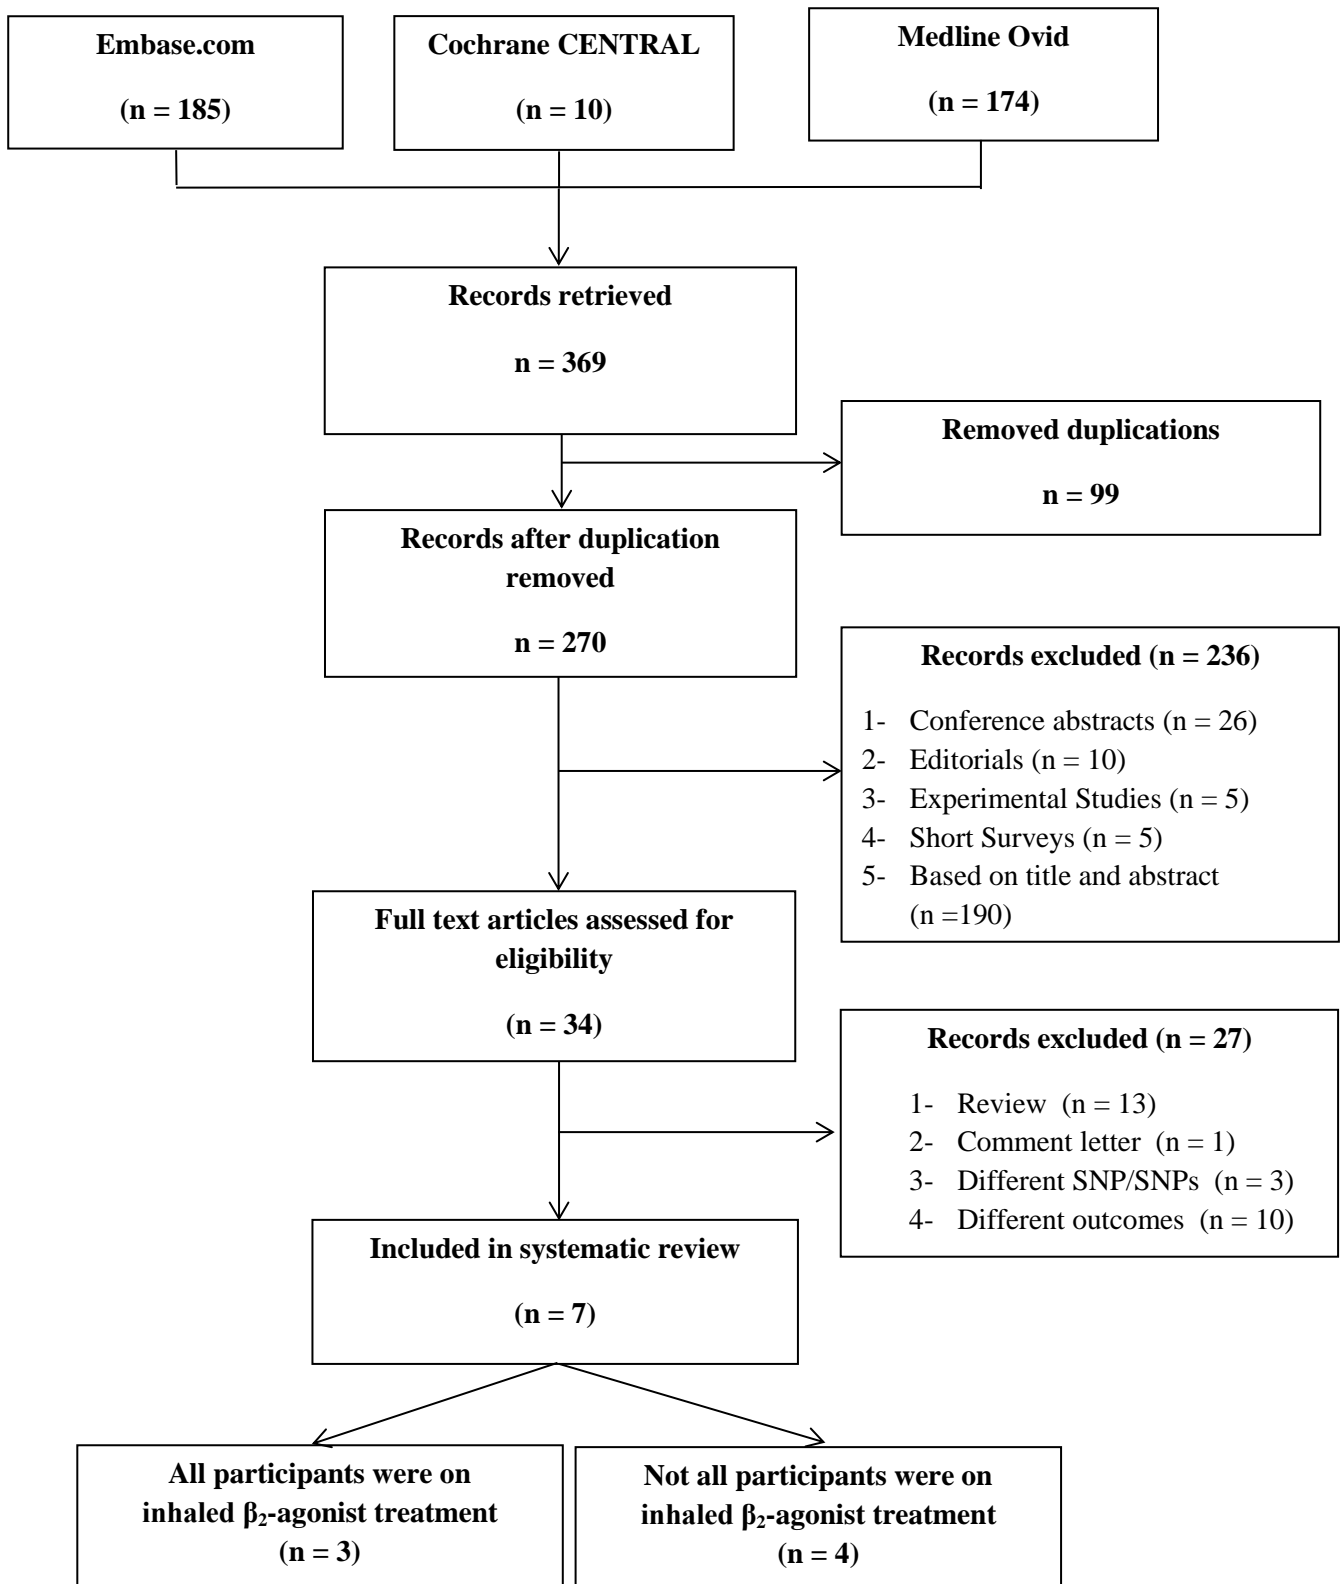 Embase.com
(n = 185)
Cochrane CENTRAL
(n = 10)
Medline Ovid
(n = 174)
Records retrieved
n = 369
Removed duplications
n = 99
Records after duplication
removed
n = 270
Records excluded (n = 236)
1- Conference abstracts (n = 26)
2- Editorials (n = 10)
3- Experimental Studies (n = 5)
4- Short Surveys (n = 5)
5- Based on title and abstract
(n =190)
Full text articles assessed for
eligibility
(n = 34)
Records excluded (n = 27)
1- Review (n = 13)
2- Comment letter (n = 1)
3- Different SNP/SNPs (n = 3)
4- Different outcomes (n = 10)
Included in systematic review
(n = 7)
All participants were on
inhaled β₂-agonist treatment
(n = 3)
Not all participants were on
inhaled β₂-agonist treatment
(n = 4)